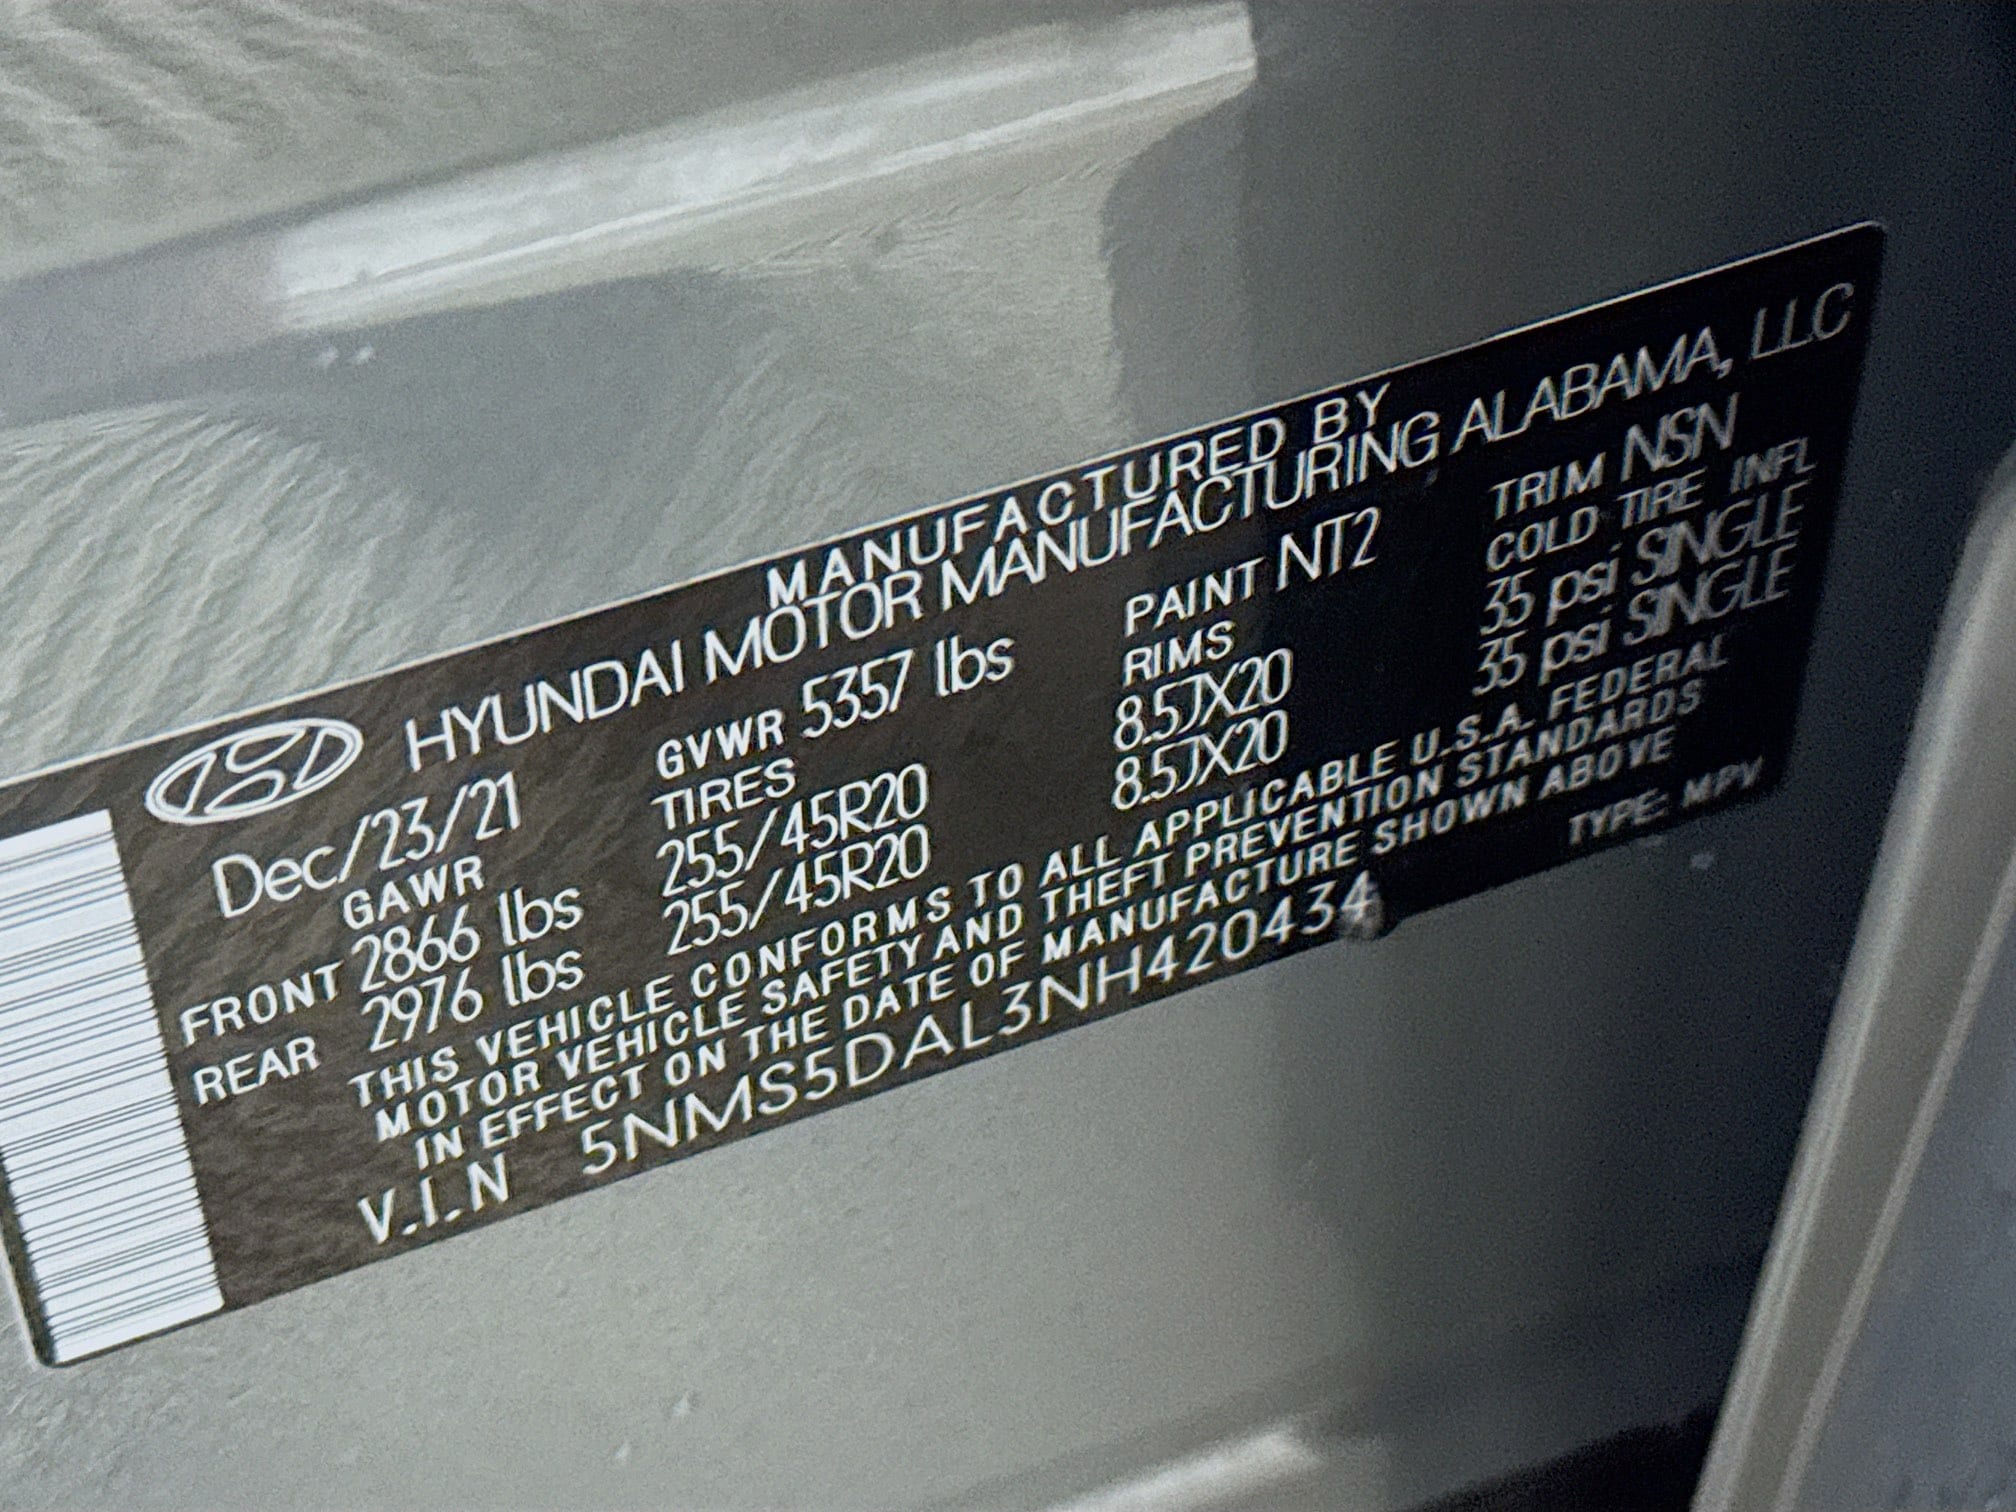 MANUFACTURED BY
HYUNDAI MOTOR MANUFACTURING ALABAMA, LLC
Dec/23/21 GVWR 5357 lbs PAINT NT2 TRIM NSN
GAWR TIRES RIMS COLD TIRE INFL
FRONT 2866 lbs 255/45R20 8.5JX20 35 psi SINGLE
REAR 2976 lbs 255/45R20 8.5JX20 35 psi SINGLE
THIS VEHICLE CONFORMS TO ALL APPLICABLE U.S.A. FEDERAL
MOTOR VEHICLE SAFETY AND THEFT PREVENTION STANDARDS
IN EFFECT ON THE DATE OF MANUFACTURE SHOWN ABOVE
V.I.N 5NMS5DAL3NH420434 TYPE: MPV